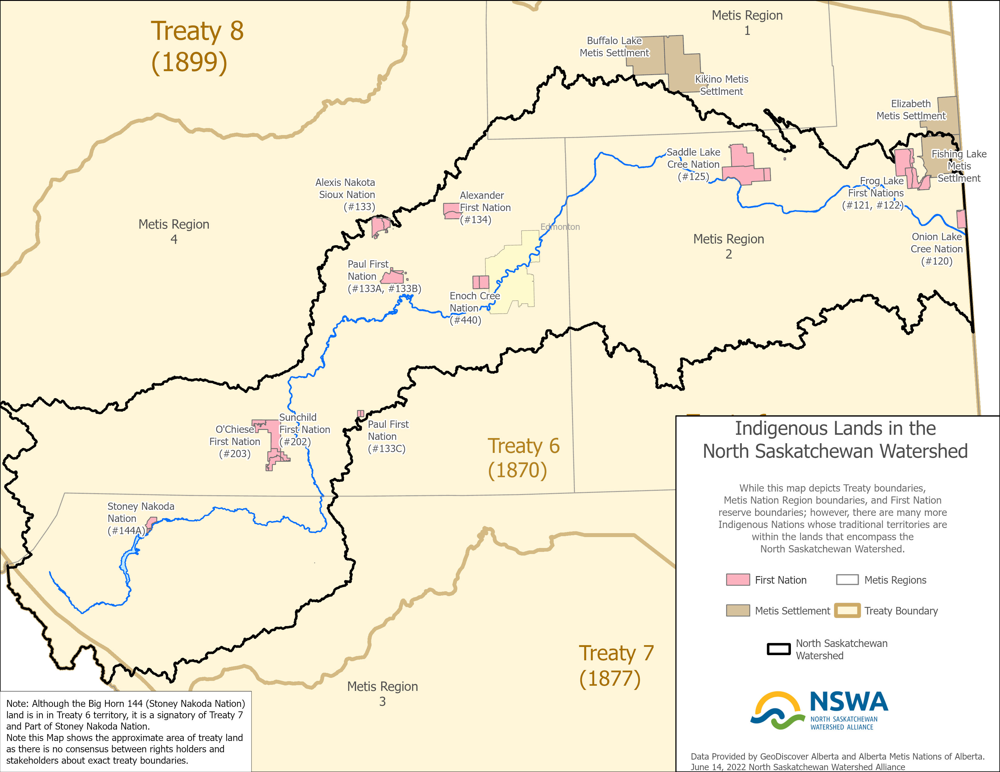 Treaty 8
(1899)
Metis Region
1
Buffalo Lake
Metis Settlment
Kikino Metis
Settlment
Elizabeth
Metis Settlment
Fishing Lake
Metis
Settlment
Saddle Lake
Cree Nation
(#125)
Frog Lake
First Nations
(#121, #122)
Alexis Nakota
Sioux Nation
(#133)
Alexander
First Nation
(#134)
Metis Region
4
Edmonton
Metis Region
2
Onion Lake
Cree Nation
(#120)
Paul First
Nation
(#133A, #133B)
Enoch Cree
Nation
(#440)
Sunchild
First Nation
(#202)
O'Chiese
First Nation
(#203)
Paul First
Nation
(#133C)
Treaty 6
(1870)
Stoney Nakoda
Nation
(#144A)
Treaty 7
(1877)
Metis Region
3
Note: Although the Big Horn 144 (Stoney Nakoda Nation)
land is in in Treaty 6 territory, it is a signatory of Treaty 7
and Part of Stoney Nakoda Nation.
Note this Map shows the approximate area of treaty land
as there is no consensus between rights holders and
stakeholders about exact treaty boundaries.
Indigenous Lands in the
North Saskatchewan Watershed
While this map depicts Treaty boundaries,
Metis Nation Region boundaries, and First Nation
reserve boundaries; however, there are many more
Indigenous Nations whose traditional territories are
within the lands that encompass the
North Saskatchewan Watershed.
First Nation
Metis Regions
Metis Settlement
Treaty Boundary
North Saskatchewan
Watershed
NSWA
NORTH SASKATCHEWAN
WATERSHED ALLIANCE
Data Provided by GeoDiscover Alberta and Alberta Metis Nations of Alberta.
June 14, 2022 North Saskatchewan Watershed Alliance